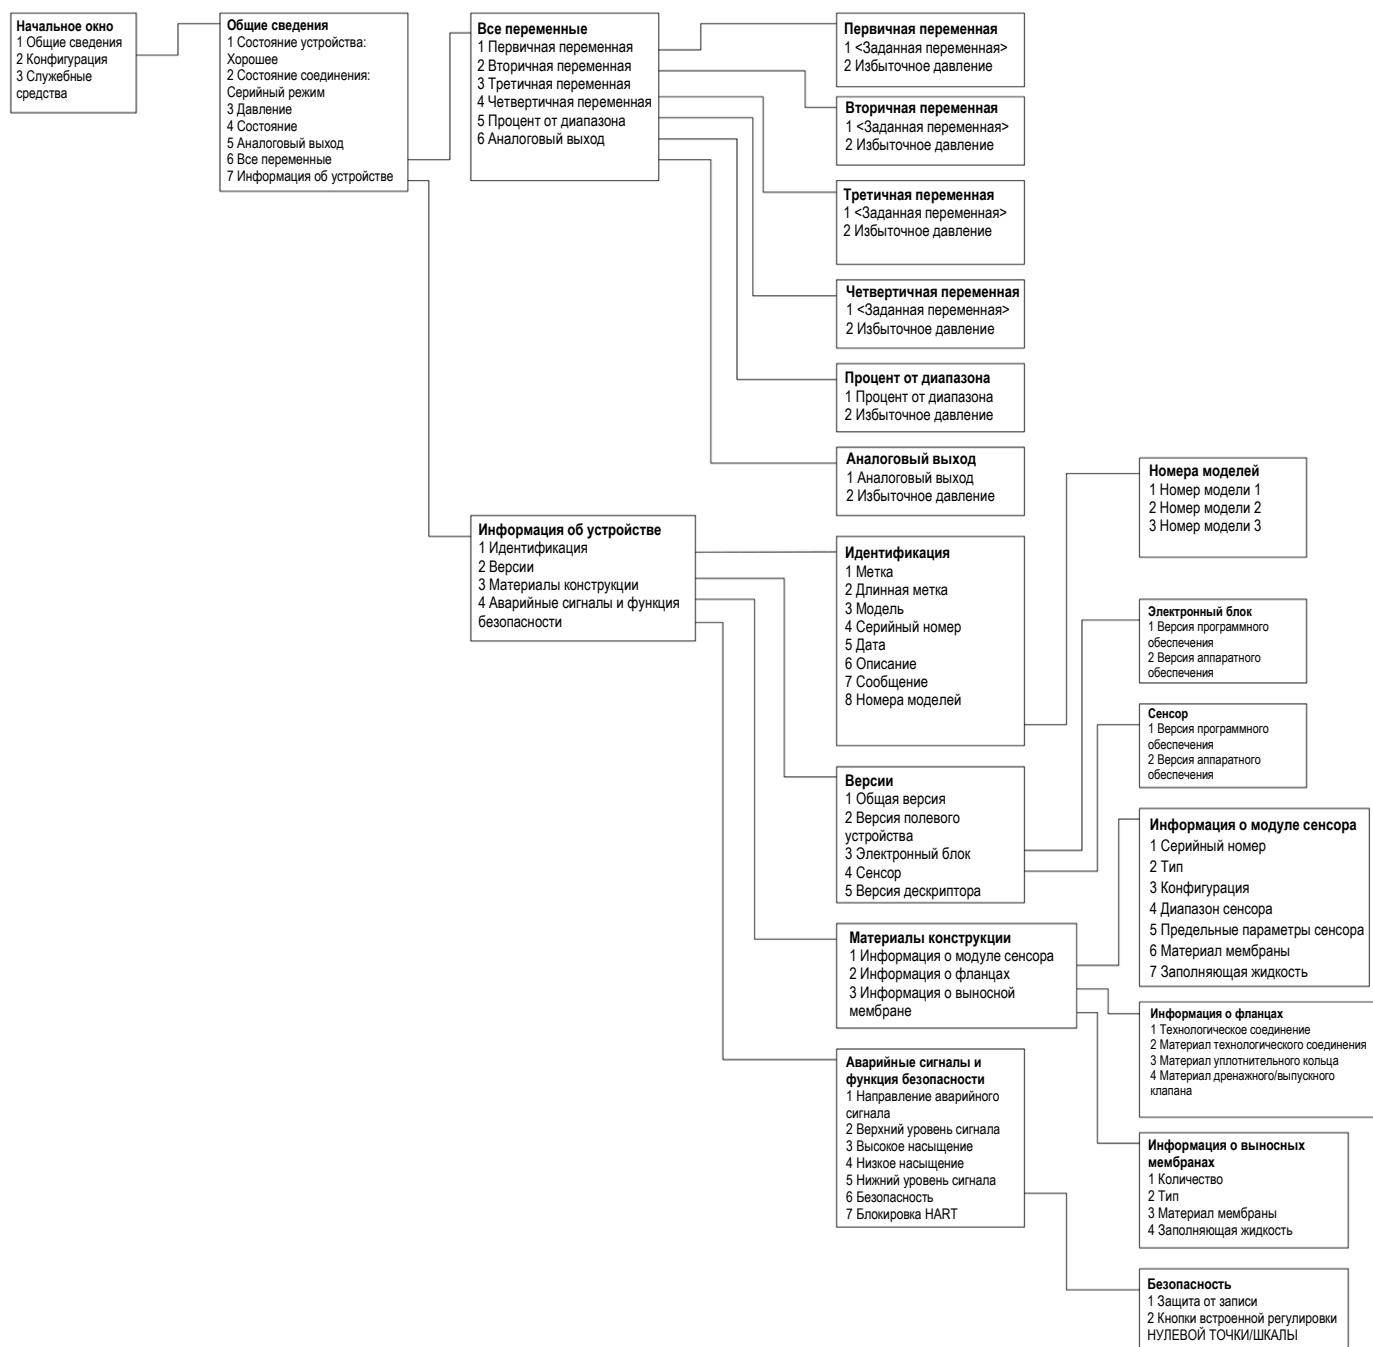 Начальное окно
1 Общие сведения
2 Конфигурация
3 Служебные
средства
Общие сведения
1 Состояние устройства:
Хорошее
2 Состояние соединения:
Серийный режим
3 Давление
4 Состояние
5 Аналоговый выход
6 Все переменные
7 Информация об устройстве
Все переменные
1 Первичная переменная
2 Вторичная переменная
3 Третичная переменная
4 Четвертичная переменная
5 Процент от диапазона
6 Аналоговый выход
Первичная переменная
1 <Заданная переменная>
2 Избыточное давление
Вторичная переменная
1 <Заданная переменная>
2 Избыточное давление
Третичная переменная
1 <Заданная переменная>
2 Избыточное давление
Четвертичная переменная
1 <Заданная переменная>
2 Избыточное давление
Процент от диапазона
1 Процент от диапазона
2 Избыточное давление
Аналоговый выход
1 Аналоговый выход
2 Избыточное давление
Информация об устройстве
1 Идентификация
2 Версии
3 Материалы конструкции
4 Аварийные сигналы и функция
безопасности
Идентификация
1 Метка
2 Длинная метка
3 Модель
4 Серийный номер
5 Дата
6 Описание
7 Сообщение
8 Номера моделей
Номера моделей
1 Номер модели 1
2 Номер модели 2
3 Номер модели 3
Версии
1 Общая версия
2 Версия полевого
устройства
3 Электронный блок
4 Сенсор
5 Версия дескриптора
Электронный блок
1 Версия программного
обеспечения
2 Версия аппаратного
обеспечения
Сенсор
1 Версия программного
обеспечения
2 Версия аппаратного
обеспечения
Материалы конструкции
1 Информация о модуле сенсора
2 Информация о фланцах
3 Информация о выносной
мембране
Информация о модуле сенсора
1 Серийный номер
2 Тип
3 Конфигурация
4 Диапазон сенсора
5 Предельные параметры сенсора
6 Материал мембраны
7 Заполняющая жидкость
Информация о фланцах
1 Технологическое соединение
2 Материал технологического соединения
3 Материал уплотнительного кольца
4 Материал дренажного/выпускного
клапана
Информация о выносных
мембранах
1 Количество
2 Тип
3 Материал мембраны
4 Заполняющая жидкость
Аварийные сигналы и
функция безопасности
1 Направление аварийного
сигнала
2 Верхний уровень сигнала
3 Высокое насыщение
4 Низкое насыщение
5 Нижний уровень сигнала
6 Безопасность
7 Блокировка HART
Безопасность
1 Защита от записи
2 Кнопки встроенной регулировки
НУЛЕВОЙ ТОЧКИ/ШКАЛЫ